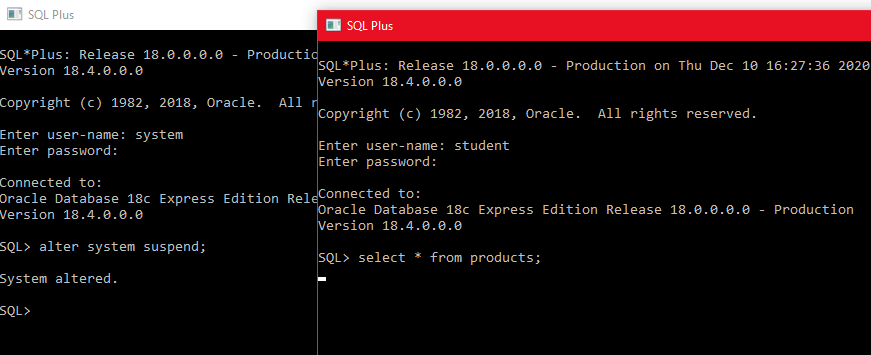 SQL Plus
SQL*Plus: Release 18.0.0.0.0 - Productio
Version 18.4.0.0.0
Copyright (c) 1982, 2018, Oracle.  All r
Enter user-name: system
Enter password:
Connected to:
Oracle Database 18c Express Edition Rele
Version 18.4.0.0.0
SQL> alter system suspend;
System altered.
SQL>
SQL Plus
SQL*Plus: Release 18.0.0.0.0 - Production on Thu Dec 10 16:27:36 2020
Version 18.4.0.0.0
Copyright (c) 1982, 2018, Oracle.  All rights reserved.
Enter user-name: student
Enter password:
Connected to:
Oracle Database 18c Express Edition Release 18.0.0.0.0 - Production
Version 18.4.0.0.0
SQL> select * from products;